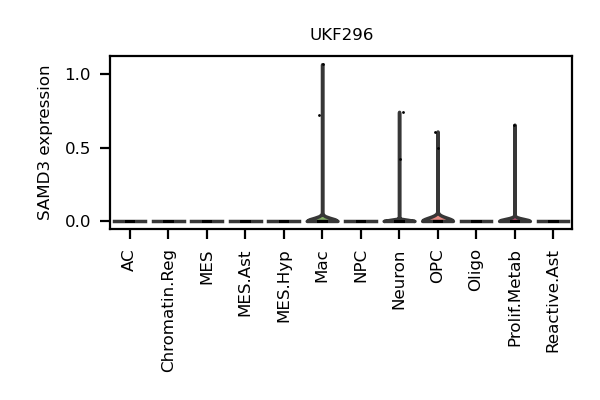 UKF296
SAMD3 expression
1.0
0.5
0.0
AC
Chromatin.Reg
MES
MES.Ast
MES.Hyp
Mac
NPC
Neuron
OPC
Oligo
Prolif.Metab
Reactive.Ast